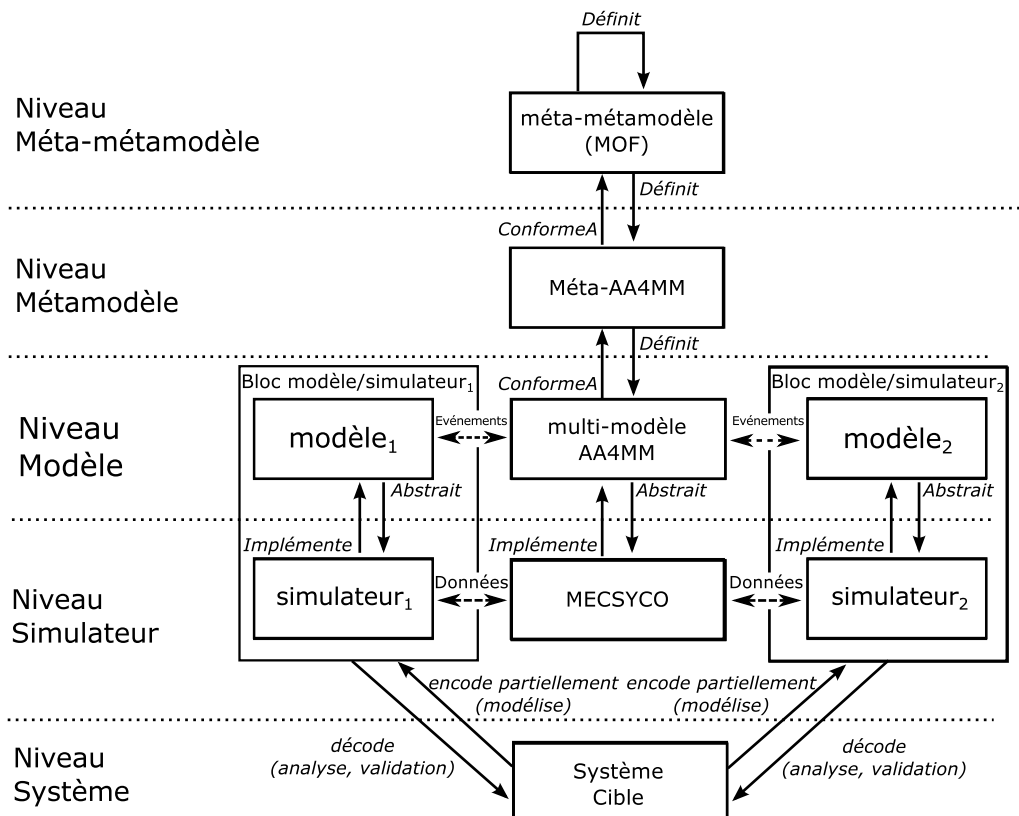 Définit
Niveau
Méta-métamodèle
méta-métamodèle
(MOF)
Définit
ConformeA
Niveau
Métamodèle
Méta-AA4MM
Définit
ConformeA
Bloc modèle/simulateur₁
Bloc modèle/simulateur₂
Niveau
Modèle
modèle₁
Evénements
multi-modèle
AA4MM
Evénements
modèle₂
Abstrait
Abstrait
Abstrait
Implémente
Implémente
Implémente
Niveau
Simulateur
simulateur₁
Données
MECSYCO
Données
simulateur₂
encode partiellement
(modélise)
encode partiellement
(modélise)
Niveau
Système
décode
(analyse, validation)
Système
Cible
décode
(analyse, validation)